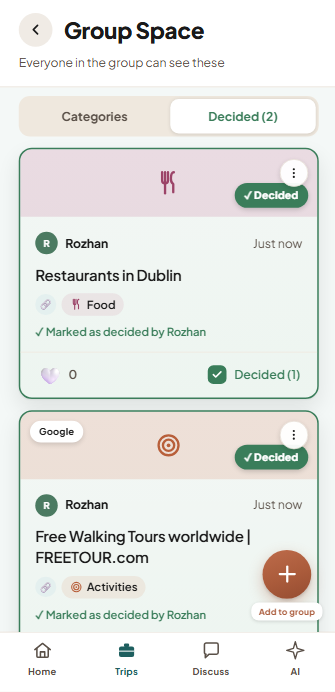 Group Space
Everyone in the group can see these
Categories
Decided (2)
✓ Decided
R
Rozhan
Just now
Restaurants in Dublin
Food
✓ Marked as decided by Rozhan
0
Decided (1)
Google
✓ Decided
R
Rozhan
Just now
Free Walking Tours worldwide |
FREETOUR.com
Activities
✓ Marked as decided by Rozhan
Add to group
Home
Trips
Discuss
AI